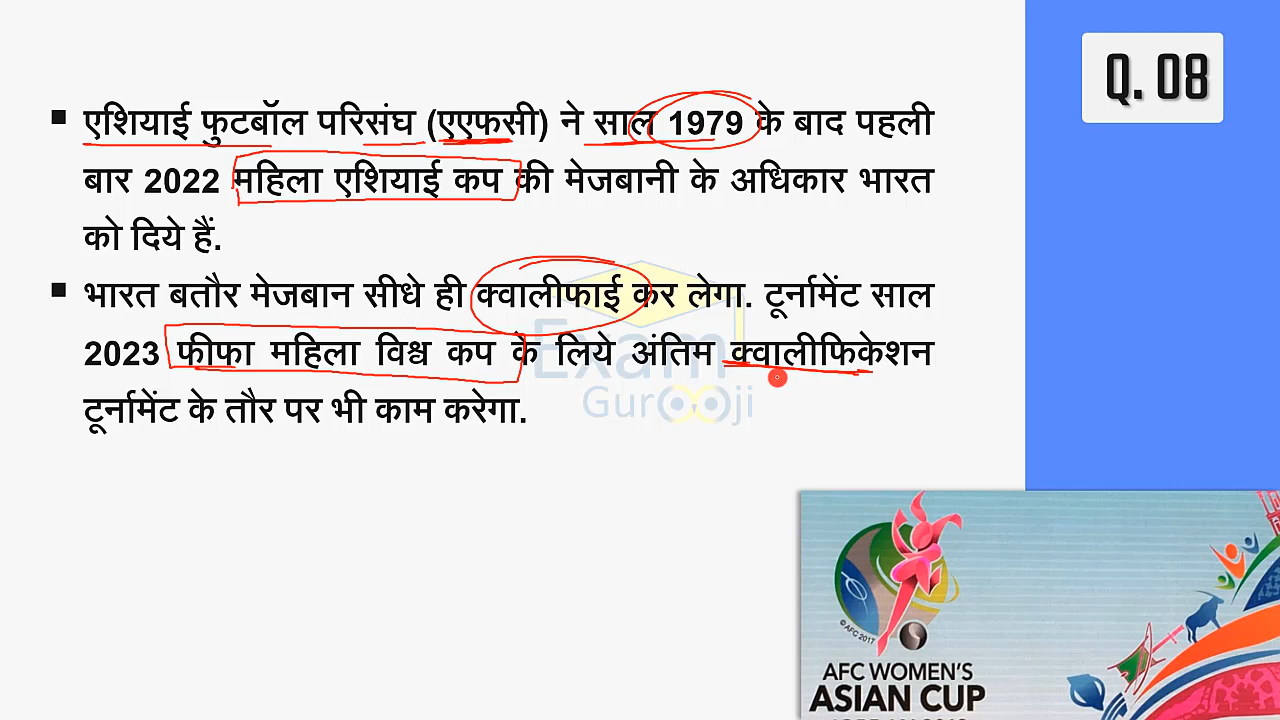 Q. 08
▪ एशियाई फुटबॉल परिसंघ (एएफसी) ने साल 1979 के बाद पहली
बार 2022 महिला एशियाई कप की मेजबानी के अधिकार भारत
को दिये हैं.
▪ भारत बतौर मेजबान सीधे ही क्वालीफाई कर लेगा. टूर्नामेंट साल
2023 फीफा महिला विश्व कप के लिये अंतिम क्वालीफिकेशन
टूर्नामेंट के तौर पर भी काम करेगा.
Exam
Gurooji
© AFC 2017
AFC WOMEN'S
ASIAN CUP